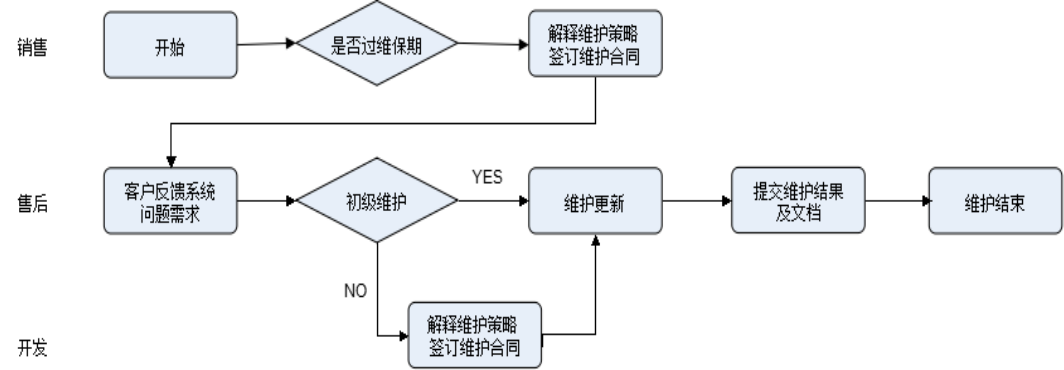 销售
开始
是否过维保期
解释维护策略
签订维护合同
售后
客户反馈系统
问题需求
初级维护
YES
维护更新
提交维护结果
及文档
维护结束
NO
开发
解释维护策略
签订维护合同